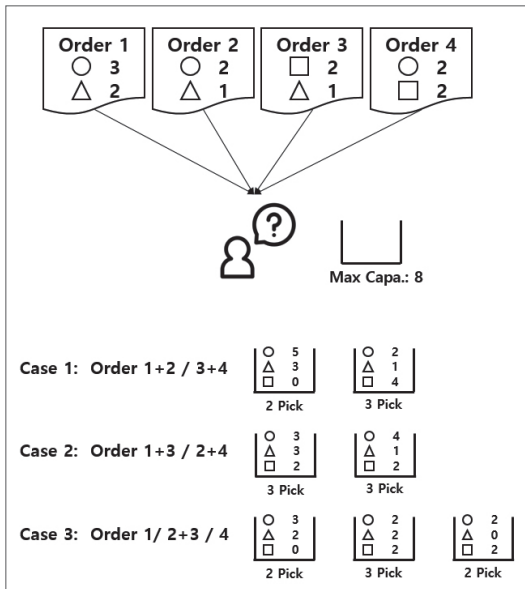 Order 1 Order 2 Order 3 Order 4
3 2 2 2
2 1 1 2
?
Max Capa.: 8
Case 1: Order 1+2 / 3+4
5 2
3 1
0 4
2 Pick 3 Pick
Case 2: Order 1+3 / 2+4
3 4
3 1
2 2
3 Pick 3 Pick
Case 3: Order 1/ 2+3 / 4
3 2 2
2 2 0
0 2 2
2 Pick 3 Pick 2 Pick